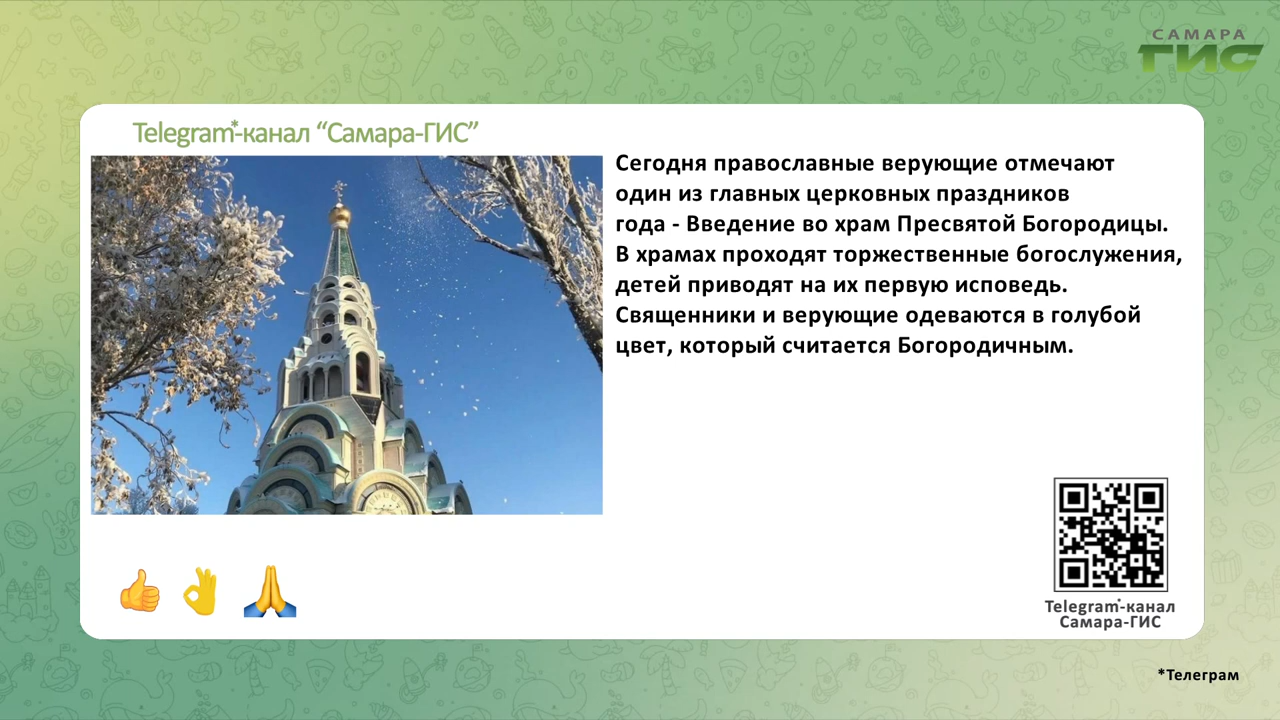 САМАРА
ГИС
Telegram*-канал “Самара-ГИС”
Сегодня православные верующие отмечают
один из главных церковных праздников
года - Введение во храм Пресвятой Богородицы.
В храмах проходят торжественные богослужения,
детей приводят на их первую исповедь.
Священники и верующие одеваются в голубой
цвет, который считается Богородичным.
Telegram*-канал
Самара-ГИС
*Телеграм